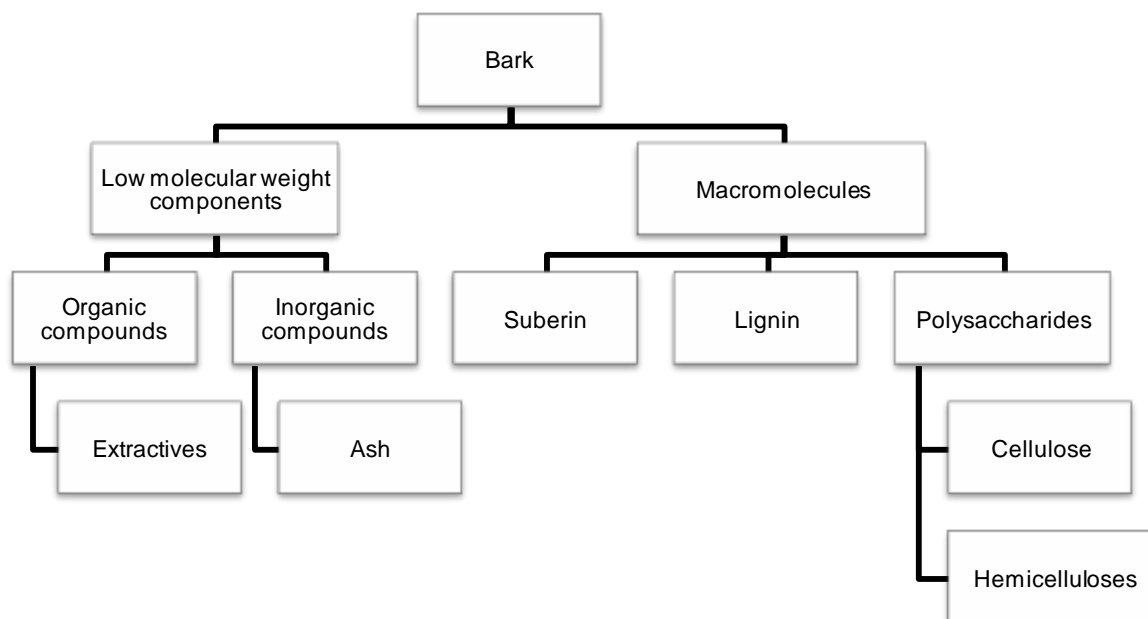 Bark
Low molecular weight
components
Macromolecules
Organic
compounds
Inorganic
compounds
Suberin
Lignin
Polysaccharides
Extractives
Ash
Cellulose
Hemicelluloses